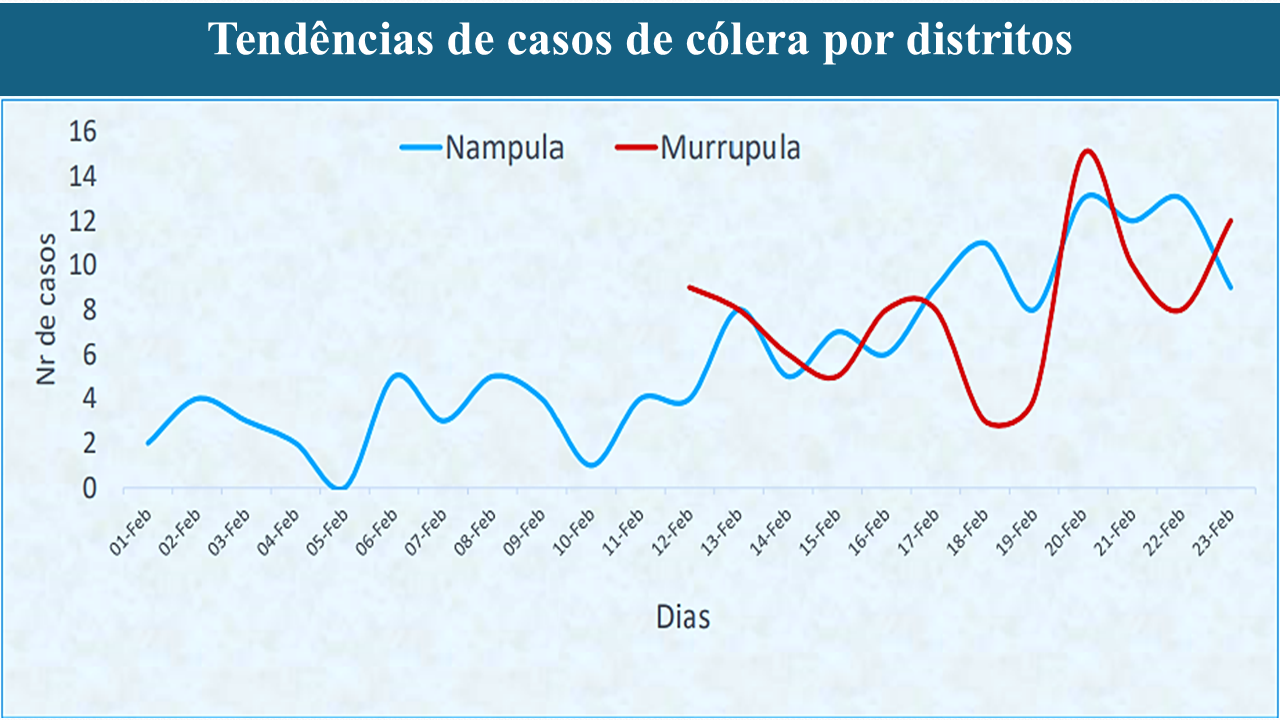 Tendências de casos de cólera por distritos
Nampula
Murrupula
Nr de casos
16
14
12
10
8
6
4
2
0
01-Feb
02-Feb
03-Feb
04-Feb
05-Feb
06-Feb
07-Feb
08-Feb
09-Feb
10-Feb
11-Feb
12-Feb
13-Feb
14-Feb
15-Feb
16-Feb
17-Feb
18-Feb
19-Feb
20-Feb
21-Feb
22-Feb
23-Feb
Dias